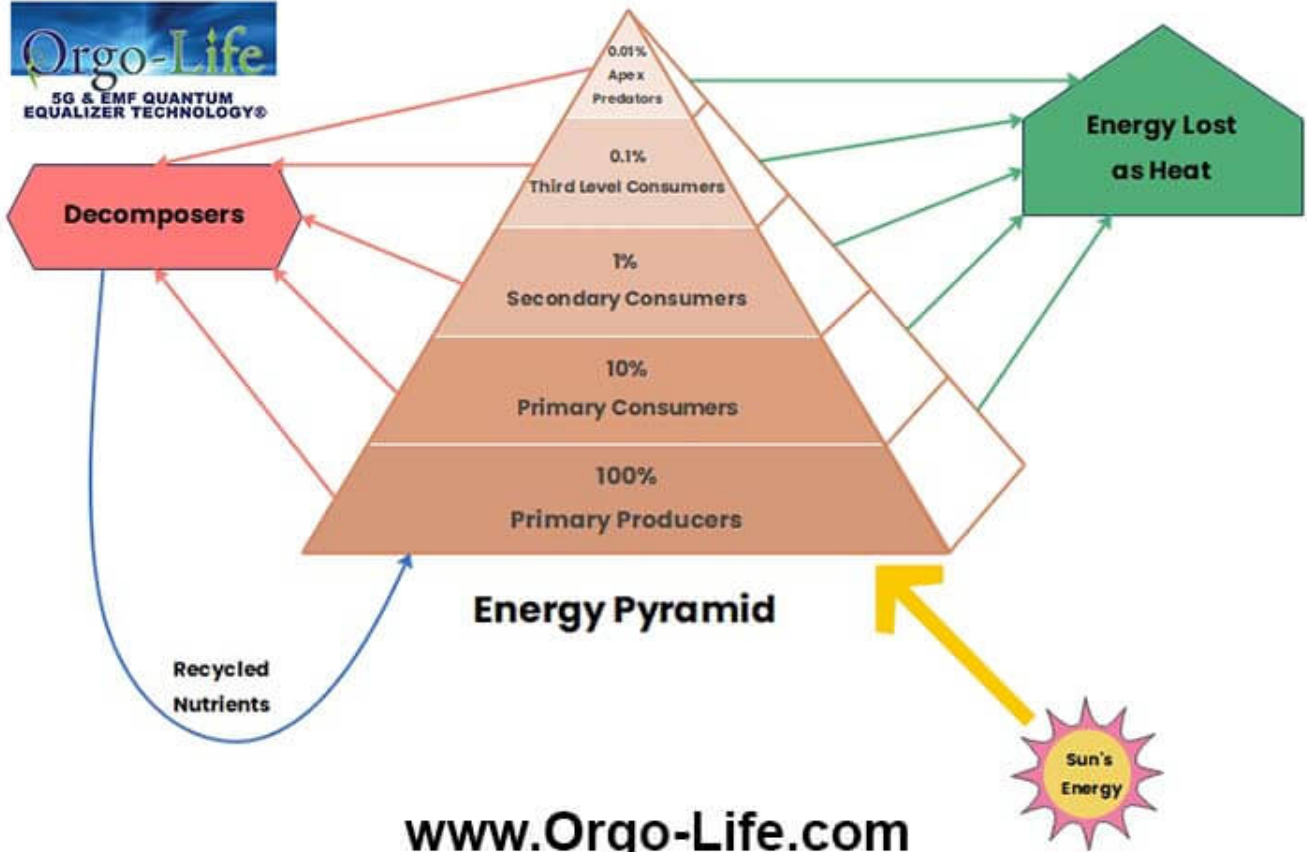 Orgo-Life
5G & EMF QUANTUM
EQUALIZER TECHNOLOGY®
0.01%
Apex
Predators
Energy Lost
as Heat
0.1%
Third Level Consumers
Decomposers
1%
Secondary Consumers
10%
Primary Consumers
100%
Primary Producers
Energy Pyramid
Recycled
Nutrients
Sun's
Energy
www.Orgo-Life.com